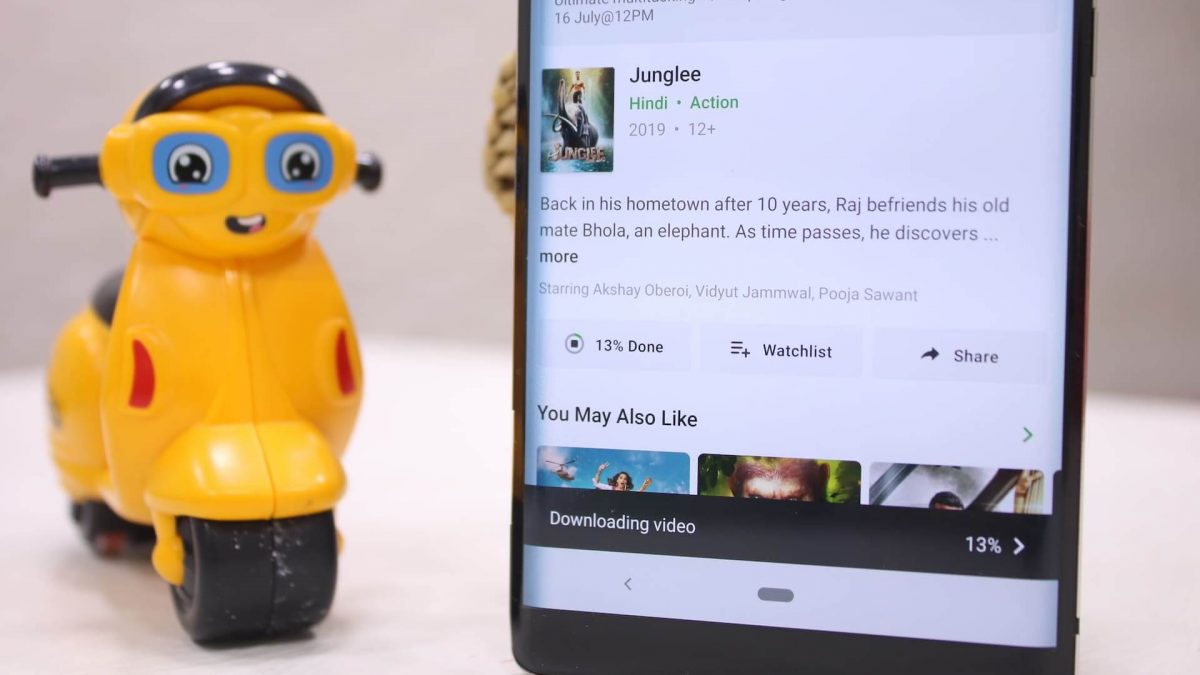 Ultimate multitasking
16 July@12PM
Junglee
Hindi • Action
2019 • 12+
JUNGLEE
Back in his hometown after 10 years, Raj befriends his old
mate Bhola, an elephant. As time passes, he discovers ...
more
Starring Akshay Oberoi, Vidyut Jammwal, Pooja Sawant
13% Done
Watchlist
Share
You May Also Like
Downloading video
13%